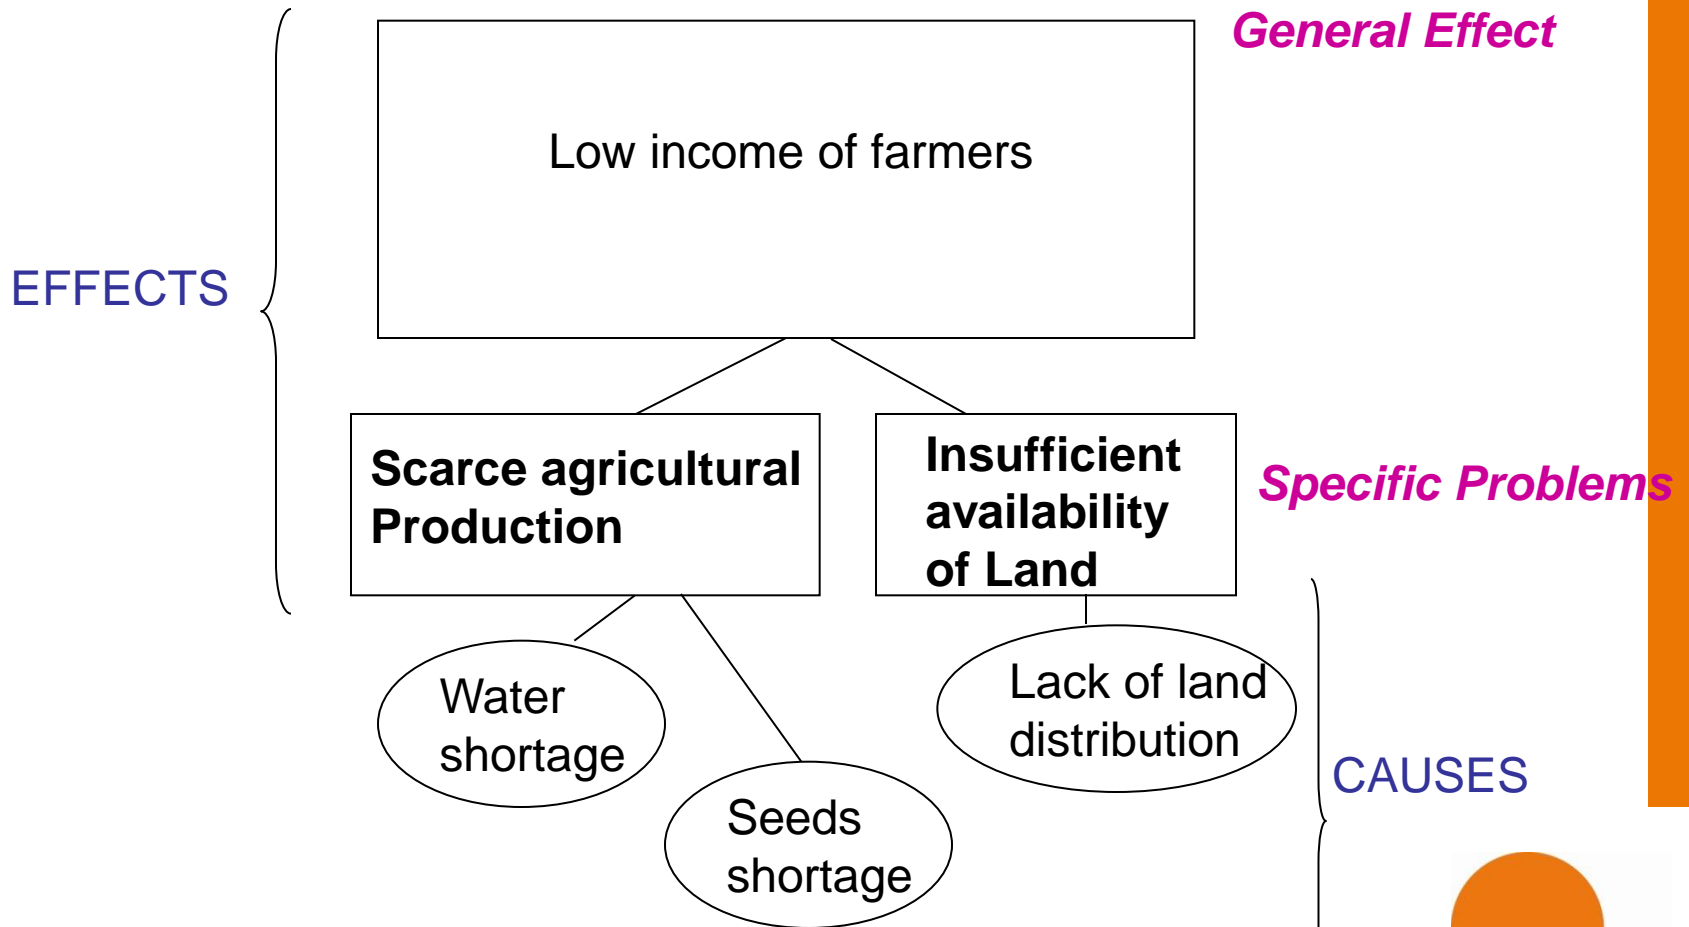 General Effect
Low income of farmers
EFFECTS
Scarce agricultural
Production
Insufficient
availability
of Land
Specific Problems
Water
shortage
Lack of land
distribution
CAUSES
Seeds
shortage